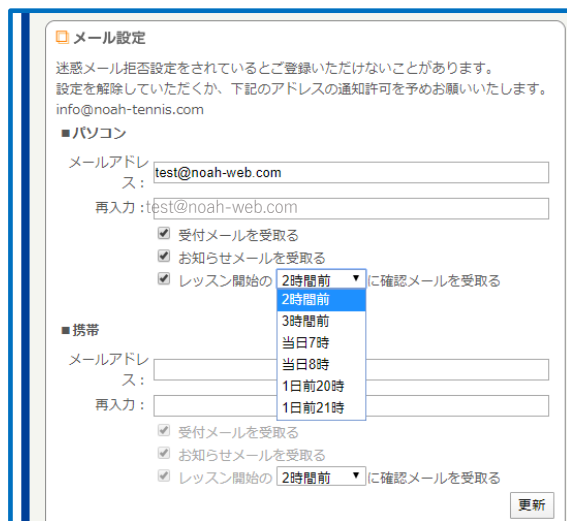 メール設定
迷惑メール拒否設定をされているとご登録いただけないことがあります。
設定を解除していただくか、下記のアドレスの通知許可を予めお願いいたします。
info@noah-tennis.com
■パソコン
メールアドレ
ス：
test@noah-web.com
再入力：test@noah-web.com
受付メールを受取る
お知らせメールを受取る
レッスン開始の 2時間前 に確認メールを受取る
2時間前
3時間前
当日7時
当日8時
1日前20時
1日前21時
■携帯
メールアドレ
ス：
再入力：
受付メールを受取る
お知らせメールを受取る
レッスン開始の 2時間前 に確認メールを受取る
更新